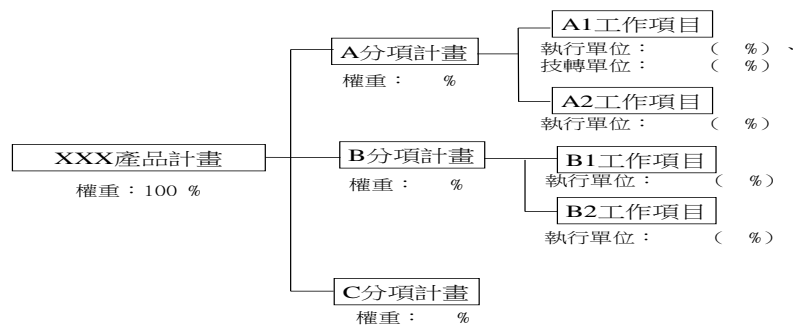 XXX產品計畫
權重：100 %
A分項計畫
權重：　%
A1工作項目
執行單位：　（　%）、
技轉單位：　（　%）
A2工作項目
執行單位：　（　%）
B分項計畫
權重：　%
B1工作項目
執行單位：　（　%）
B2工作項目
執行單位：　（　%）
C分項計畫
權重：　%